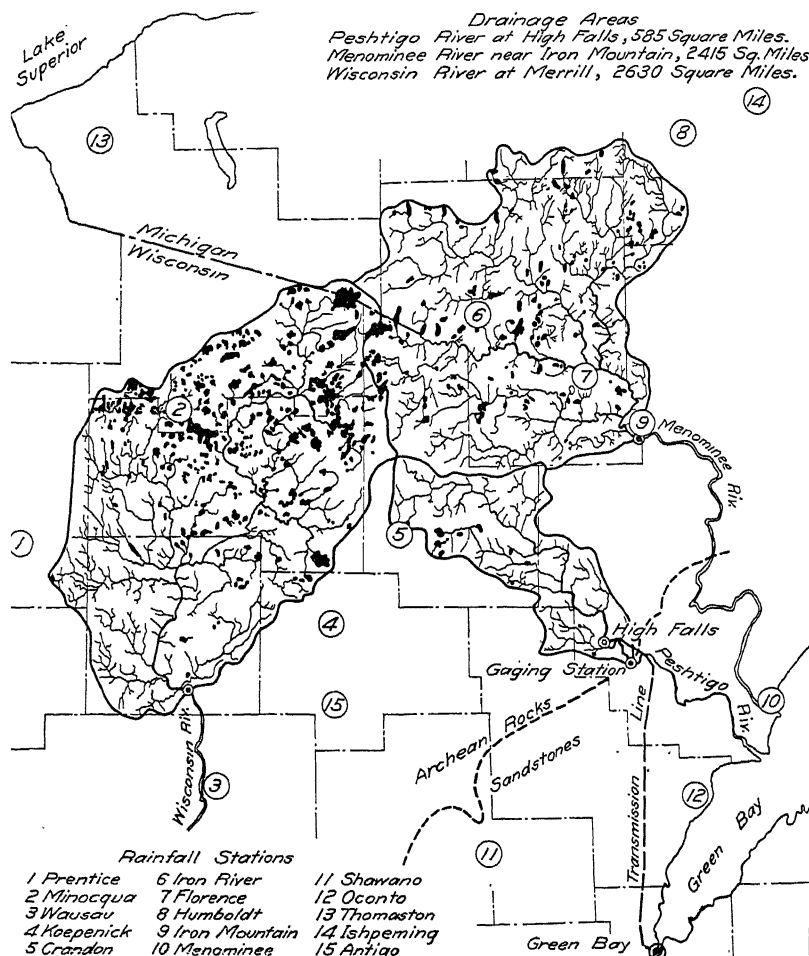 Drainage Areas
Peshtigo River at High Falls, 585 Square Miles.
Menominee River near Iron Mountain, 2415 Sq. Miles
Wisconsin River at Merrill, 2630 Square Miles.
Lake
Superior
14
13
8
Michigan
Wisconsin
6
7
2
9
Menominee
Riv.
1
5
4
High Falls
Gaging Station
Peshtigo
Riv.
10
15
Archean Rocks
Sandstones
Line
Transmission
Wisconsin Riv.
3
12
11
Green Bay
Green Bay
Rainfall Stations
1 Prentice 6 Iron River 11 Shawano
2 Minocqua 7 Florence 12 Oconto
3 Wausau 8 Humboldt 13 Thomaston
4 Koepenick 9 Iron Mountain 14 Ishpeming
5 Crandon 10 Menominee 15 Antigo